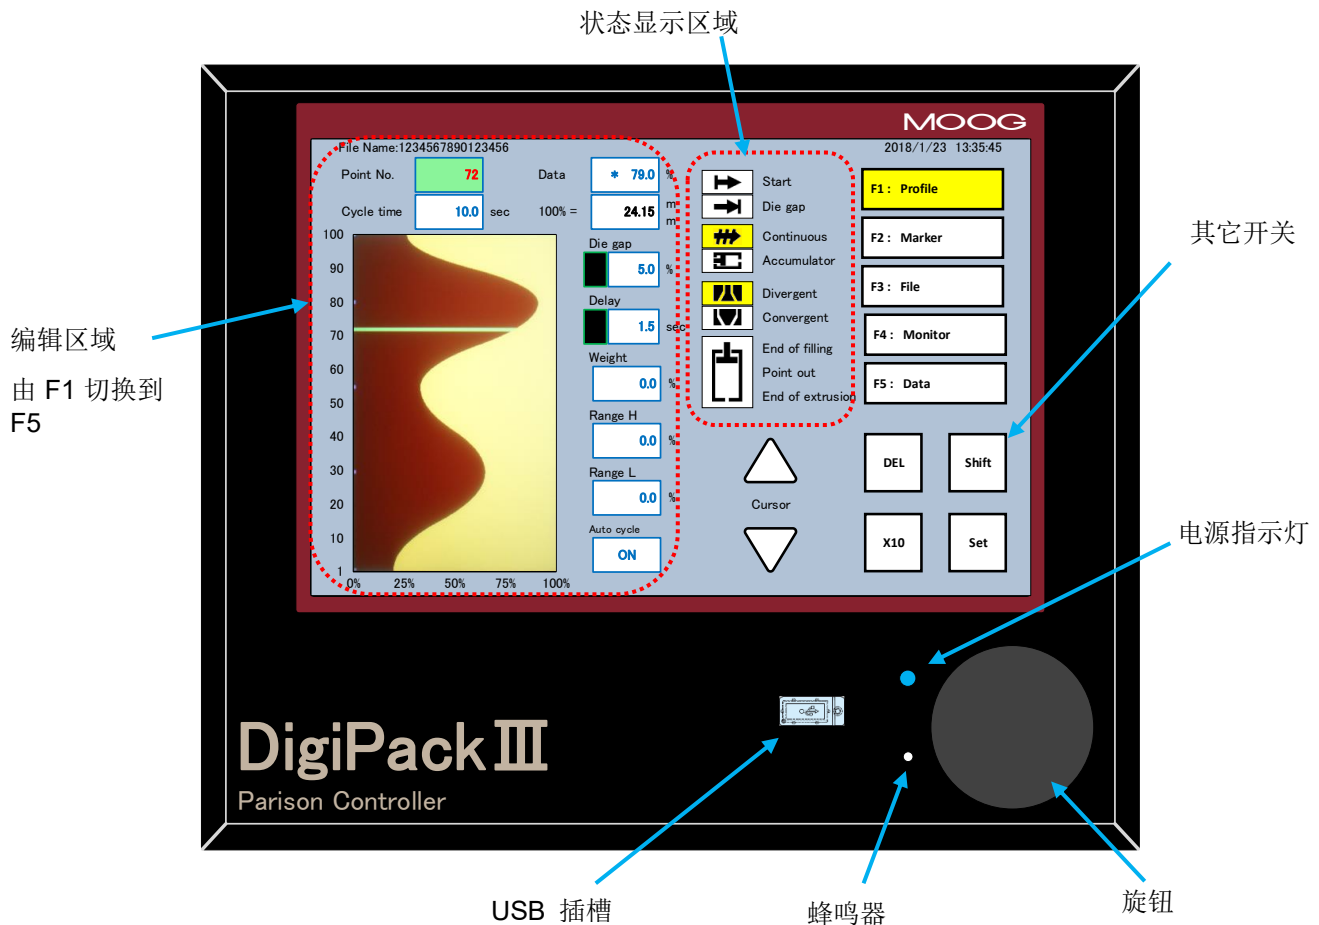 状态显示区域
MOOG
File Name:1234567890123456
2018/1/23 13:35:45
Point No. 72 Data * 79.0 %
Cycle time 10.0 sec 100% = 24.15 mm
Die gap
5.0 %
Delay
1.5 sec
Weight
0.0 %
Range H
0.0 %
Range L
0.0 %
Auto cycle
ON
100
90
80
70
60
50
40
30
20
10
1
0% 25% 50% 75% 100%
Start
Die gap
Continuous
Accumulator
Divergent
Convergent
End of filling
Point out
End of extrusion
F1 : Profile
F2 : Marker
F3 : File
F4 : Monitor
F5 : Data
Cursor
DEL Shift
X10 Set
其它开关
编辑区域
由 F1 切换到
F5
电源指示灯
DigiPack III
Parison Controller
USB 插槽
蜂鸣器
旋钮